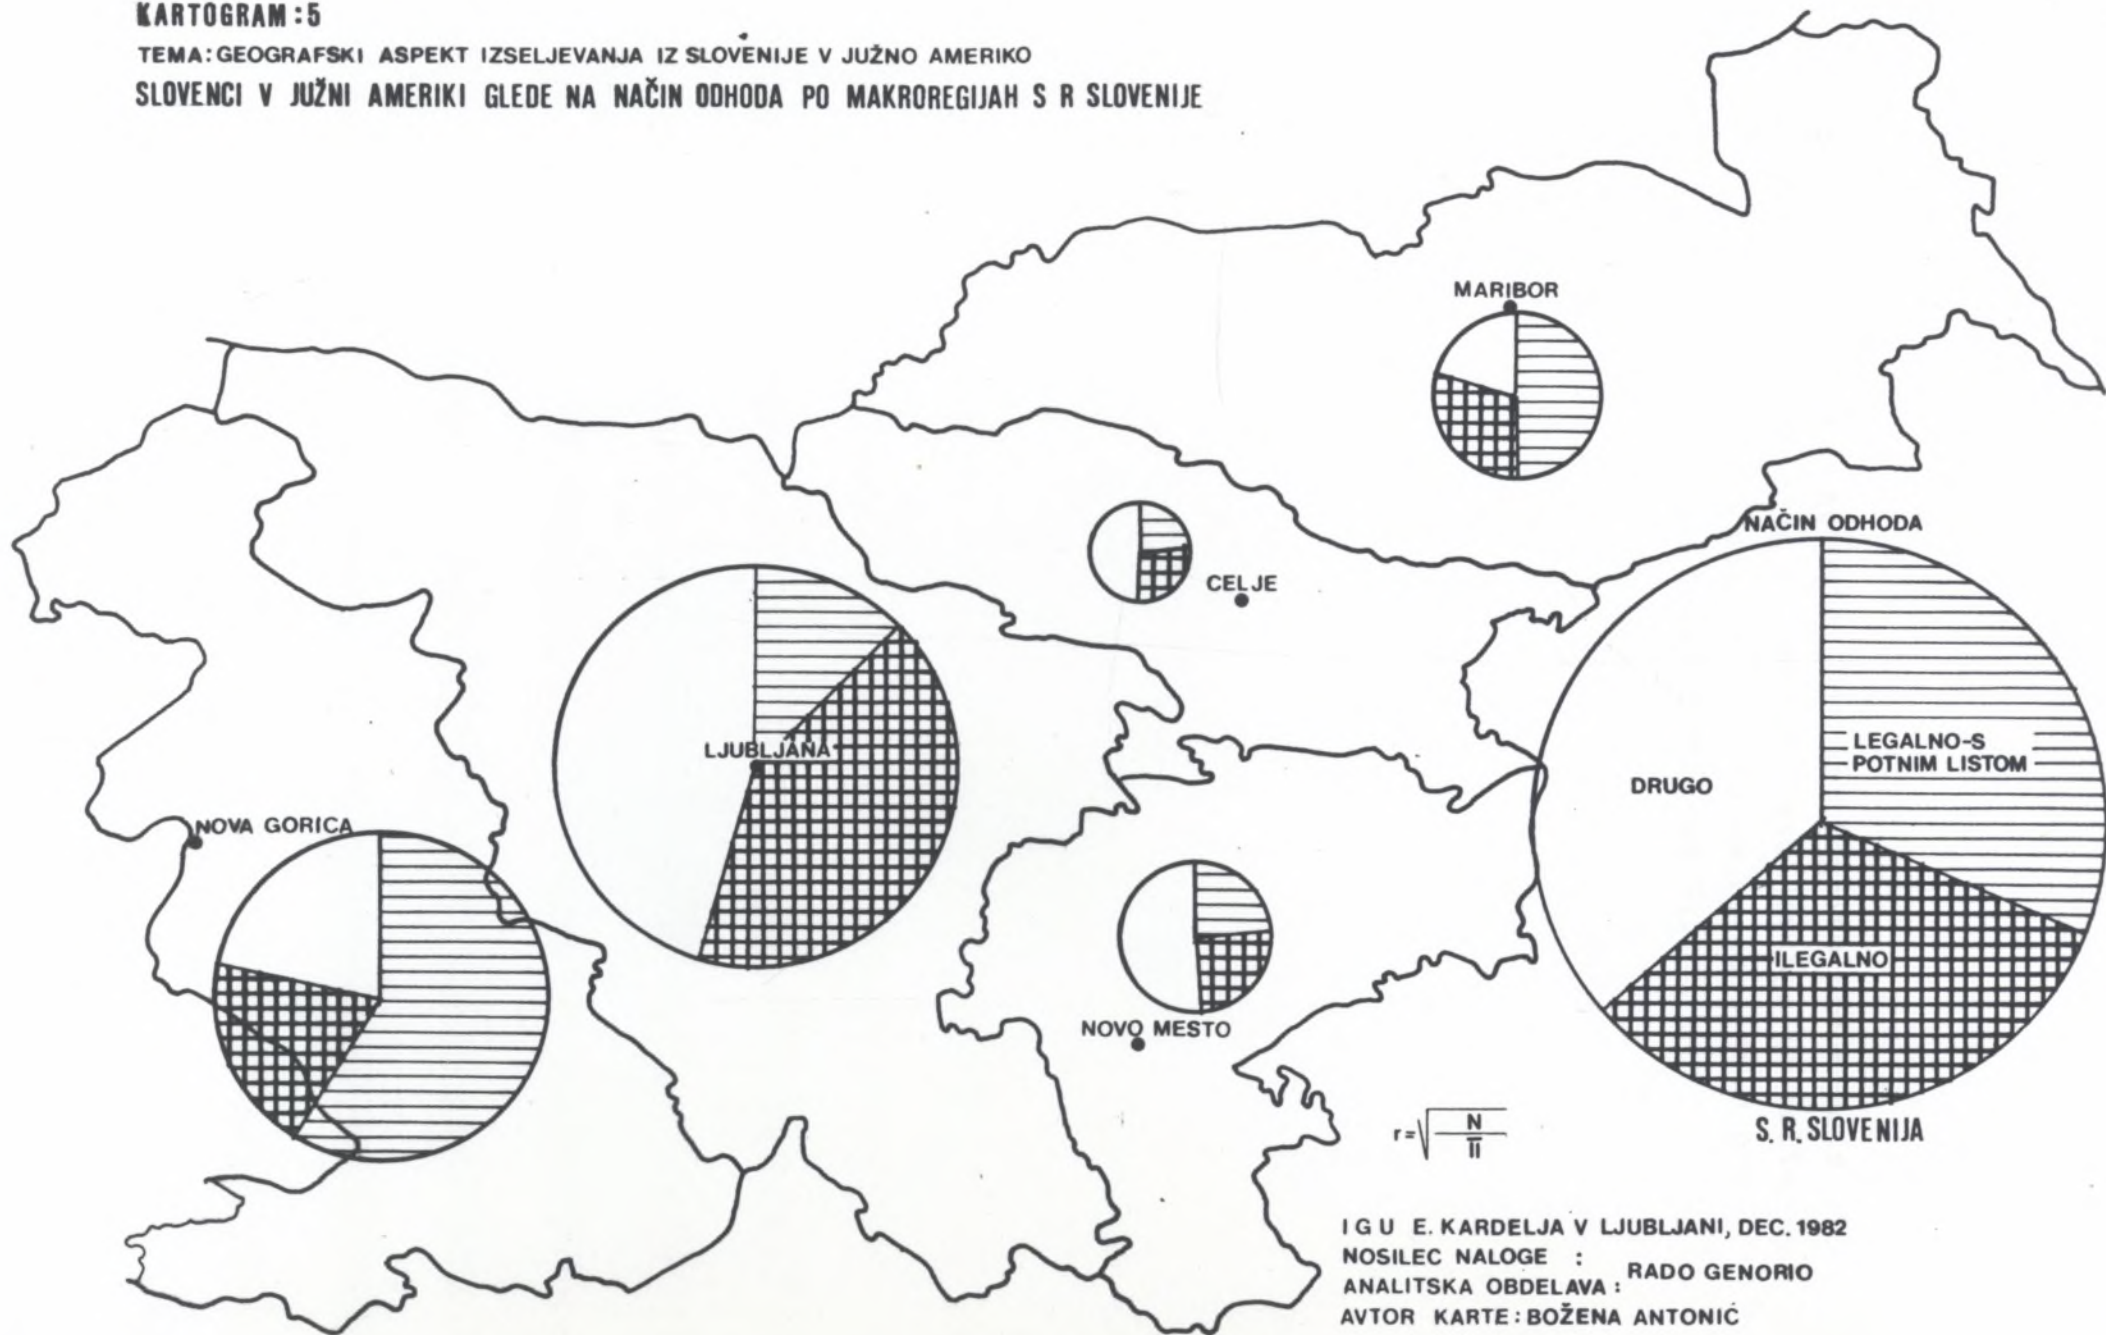 KARTOGRAM :5
TEMA: GEOGRAFSKI ASPEKT IZSELJEVANJA IZ SLOVENIJE V JUŽNO AMERIKO
SLOVENCI V JUŽNI AMERIKI GLEDE NA NAČIN ODHODA PO MAKROREGIJAH S R SLOVENIJE
MARIBOR
NAČIN ODHODA
CELJE
LJUBLJANA
LEGALNO-S
POTNIM LISTOM
DRUGO
NOVA GORICA
ILEGALNO
NOVO MESTO
r=√N/π
S. R. SLOVENIJA
I G U E. KARDELJA V LJUBLJANI, DEC. 1982
NOSILEC NALOGE :
RADO GENORIO
ANALITSKA OBDELAVA :
AVTOR KARTE : BOŽENA ANTONIĆ